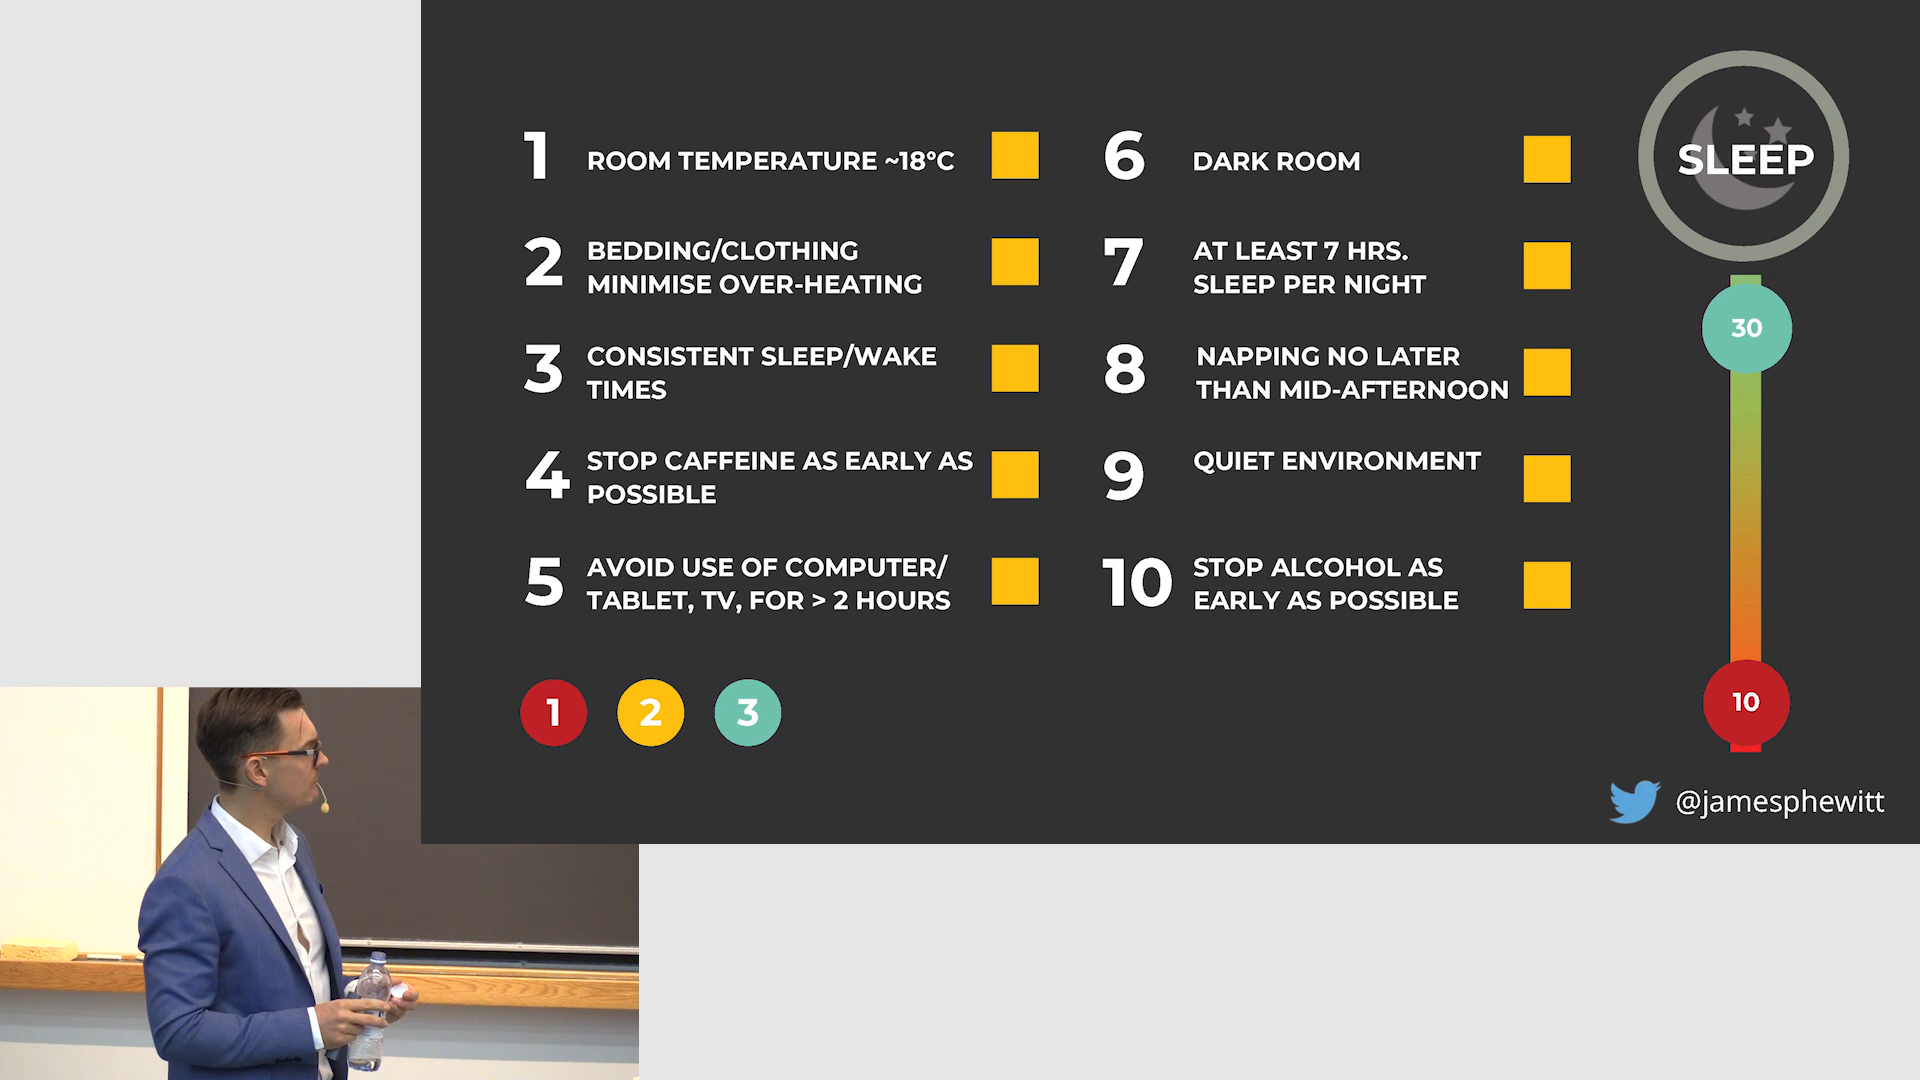 1 ROOM TEMPERATURE ~18°C
2 BEDDING/CLOTHING
MINIMISE OVER-HEATING
3 CONSISTENT SLEEP/WAKE
TIMES
4 STOP CAFFEINE AS EARLY AS
POSSIBLE
5 AVOID USE OF COMPUTER/
TABLET, TV, FOR > 2 HOURS
6 DARK ROOM
7 AT LEAST 7 HRS.
SLEEP PER NIGHT
8 NAPPING NO LATER
THAN MID-AFTERNOON
9 QUIET ENVIRONMENT
10 STOP ALCOHOL AS
EARLY AS POSSIBLE
1 2 3
SLEEP
30
10
@jamesphewitt